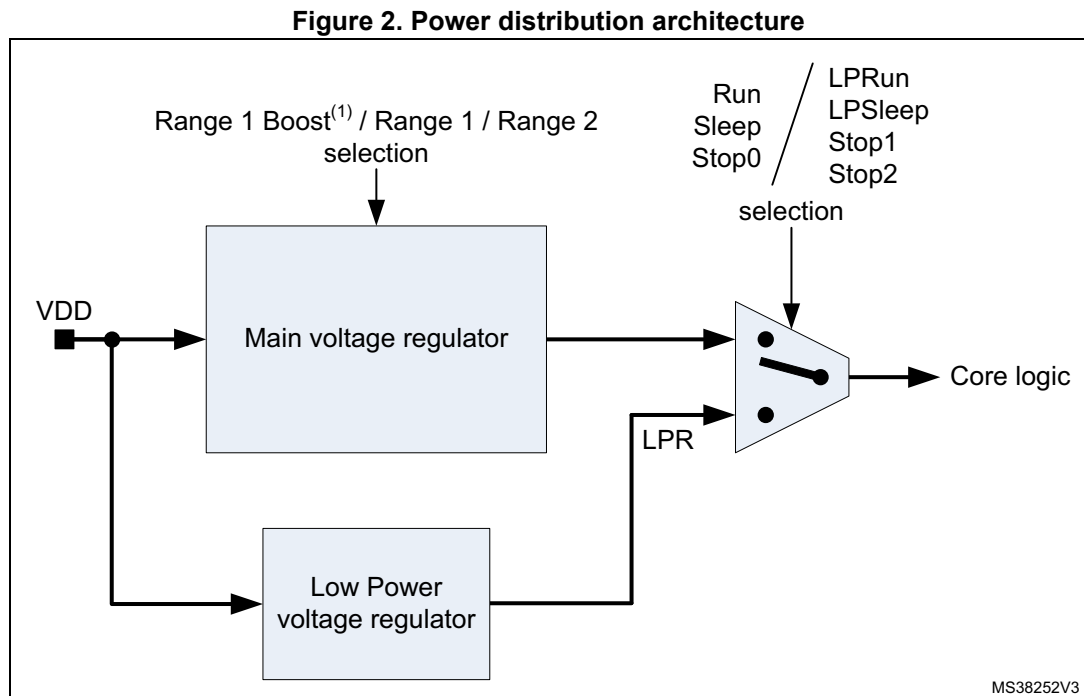 Figure 2. Power distribution architecture
Range 1 Boost(1) / Range 1 / Range 2
selection
Run
Sleep
Stop0
LPRun
LPSleep
Stop1
Stop2
selection
VDD
Main voltage regulator
Core logic
LPR
Low Power
voltage regulator
MS38252V3